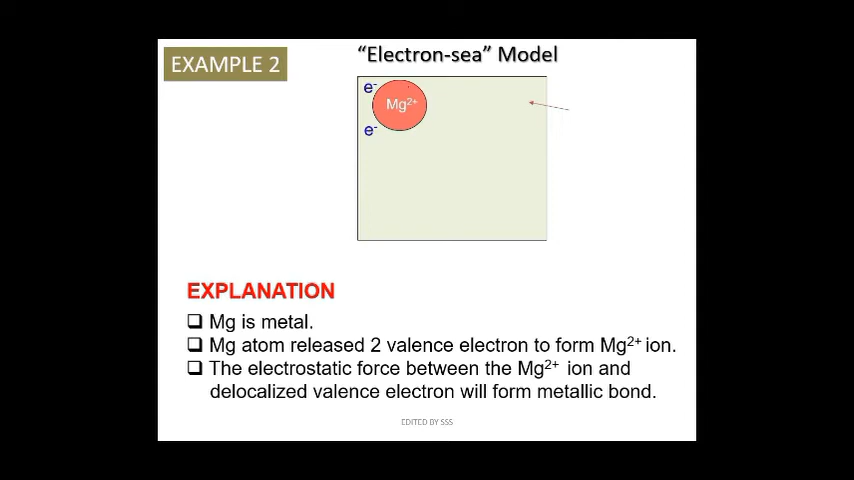 EXAMPLE 2
“Electron-sea” Model
e⁻
Mg²⁺
e⁻
EXPLANATION
❑ Mg is metal.
❑ Mg atom released 2 valence electron to form Mg²⁺ ion.
❑ The electrostatic force between the Mg²⁺ ion and
delocalized valence electron will form metallic bond.
EDITED BY SSS